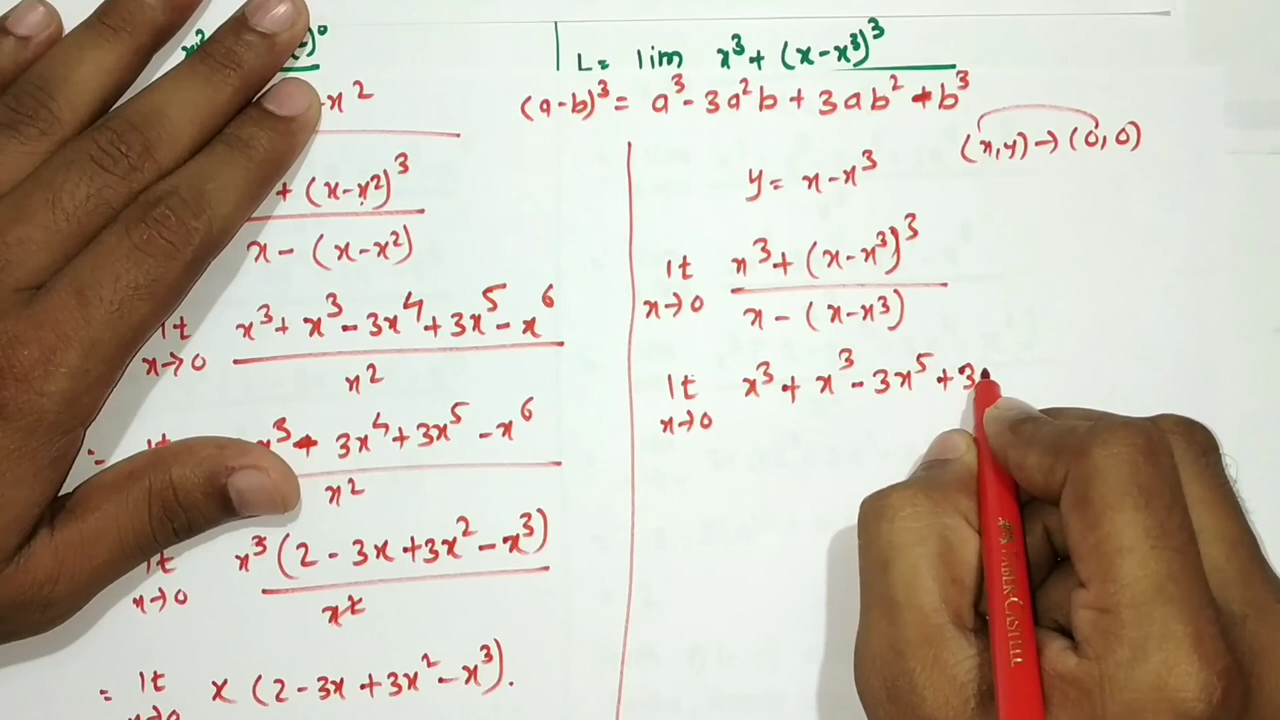 L= lim x³+(x-x³)³
(a-b)³= a³-3a²b+3ab²-b³
(x,y)→(0,0)
-x²
+(x-x²)³
x-(x-x²)
lt x→0 x³+x³-3x⁴+3x⁵-x⁶
x²
= x³-3x⁴+3x⁵-x⁶
x²
lt x→0 x³(2-3x+3x²-x³)
x²
= lt x→0 x(2-3x+3x²-x³).
y= x-x³
lt x→0 x³+(x-x³)³
x-(x-x³)
lt x→0 x³+x³-3x⁵+3
FABER-CASTELL